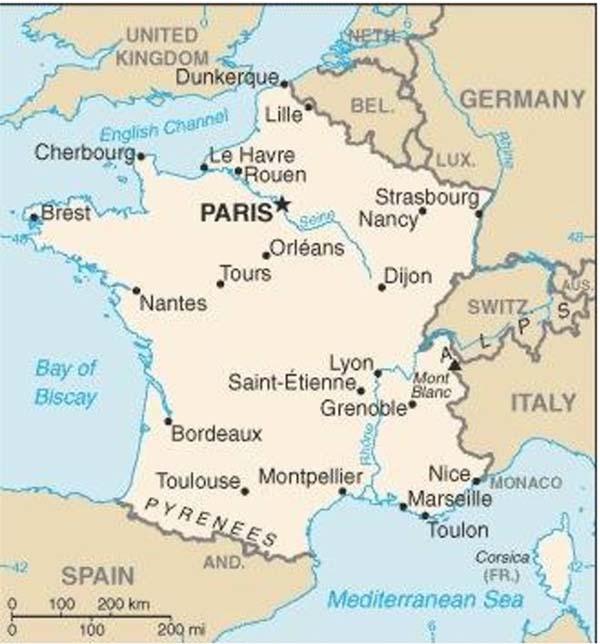 0
6
UNITED
KINGDOM
NETH.
Dunkerque
GERMANY
BEL.
Lille
English Channel
Rhine
Cherbourg
Le Havre
LUX.
Rouen
Strasbourg
PARIS
Nancy
Brest
Seine
48
48
Orléans
Tours
Dijon
AUS.
Nantes
SWITZ.
A L P S
Lyon
Bay of
Biscay
Mont
Blanc
Saint-Étienne
Grenoble
ITALY
Rhône
Bordeaux
Toulouse
Montpellier
Nice
MONACO
Marseille
PYRENEES
Toulon
Corsica
(FR.)
AND.
42
42
SPAIN
Mediterranean Sea
0 100 200 km
0 100 200 mi
6